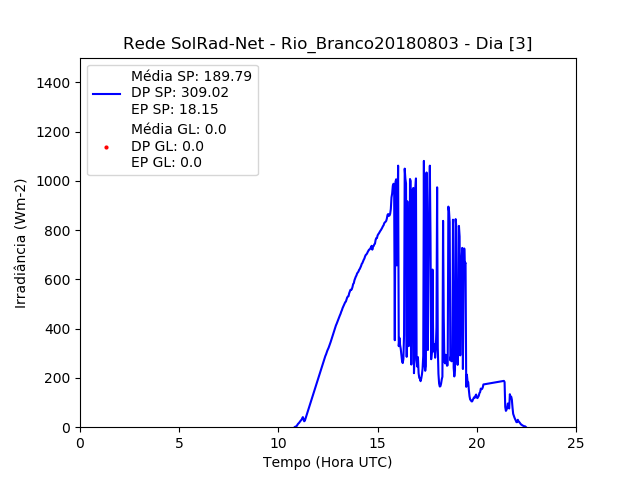 Rede SolRad-Net - Rio_Branco20180803 - Dia [3]
Média SP: 189.79
DP SP: 309.02
EP SP: 18.15
Média GL: 0.0
DP GL: 0.0
EP GL: 0.0
Irradiância (Wm-2)
1400
1200
1000
800
600
400
200
0
0 5 10 15 20 25
Tempo (Hora UTC)